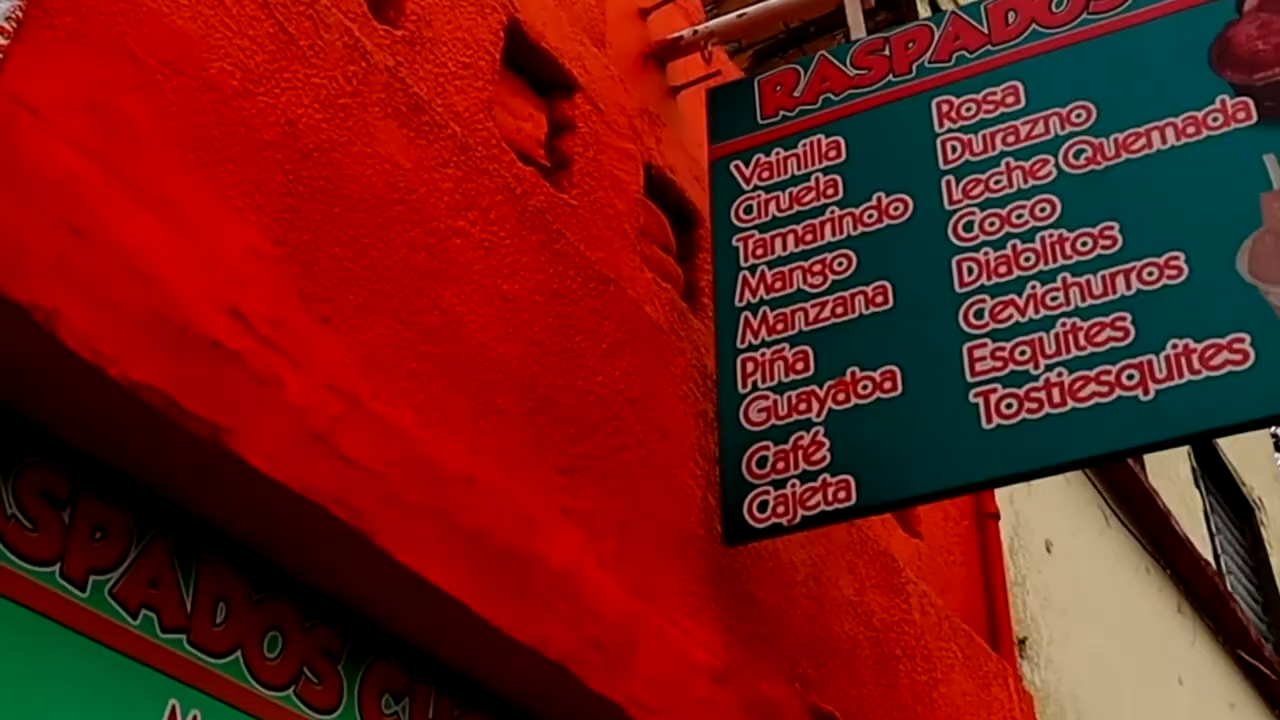 RASPADOS
Vainilla
Ciruela
Tamarindo
Mango
Manzana
Piña
Guayaba
Café
Cajeta
Rosa
Durazno
Leche Quemada
Coco
Diablitos
Cevichurros
Esquites
Tostiesquites
SPADOS